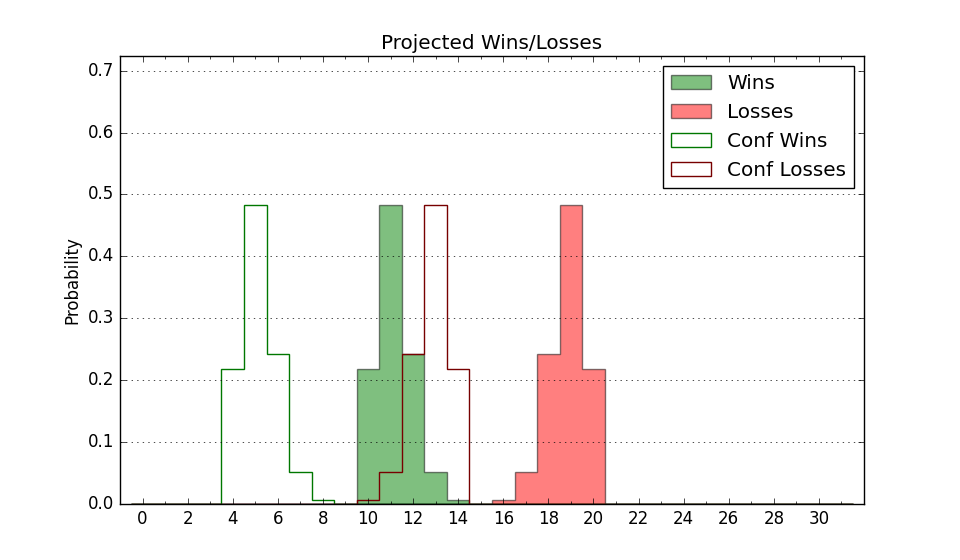 Projected Wins/Losses
0.7
0.6
0.5
0.4
0.3
0.2
0.1
0.0
Probability
Wins
Losses
Conf Wins
Conf Losses
0 2 4 6 8 10 12 14 16 18 20 22 24 26 28 30